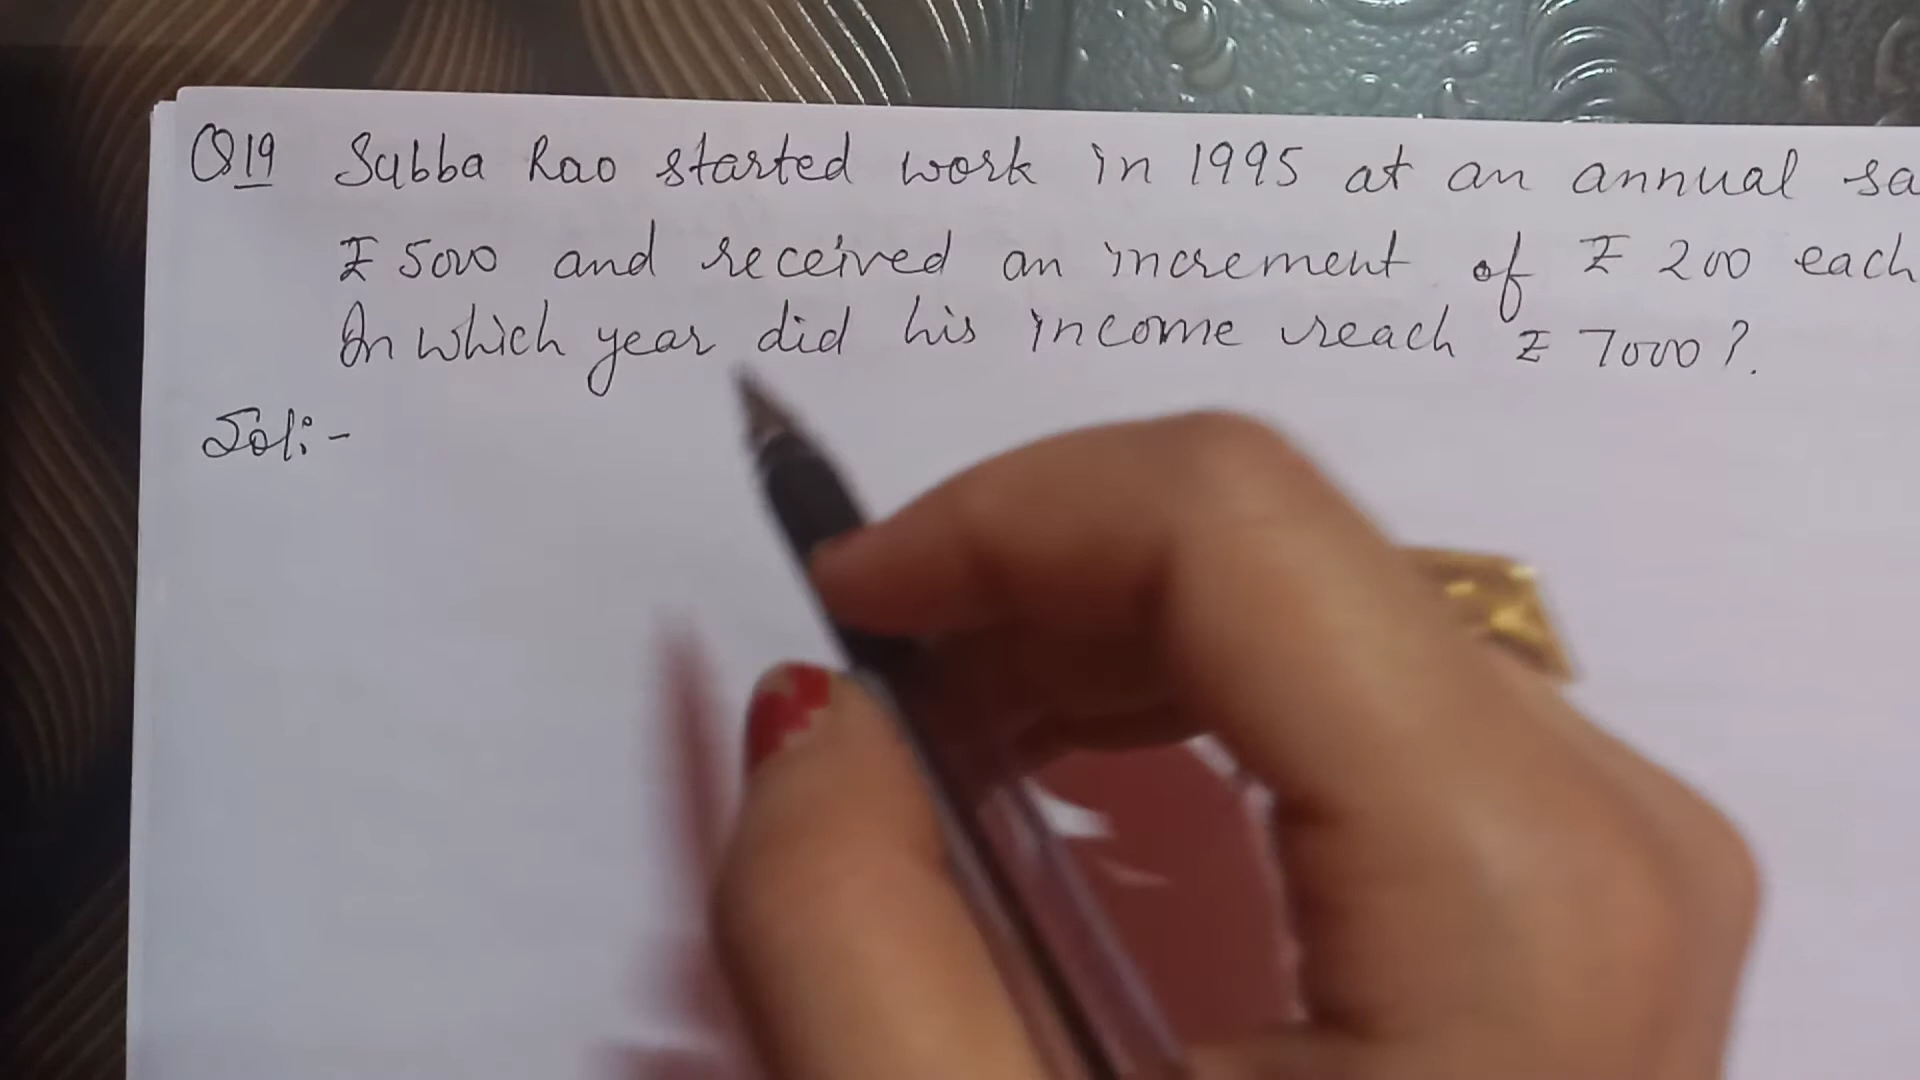 Q19 Subba Rao started work in 1995 at an annual sa
₹ 5000 and received an increment of ₹ 200 each
In which year did his income reach ₹ 7000?.
Sol:-